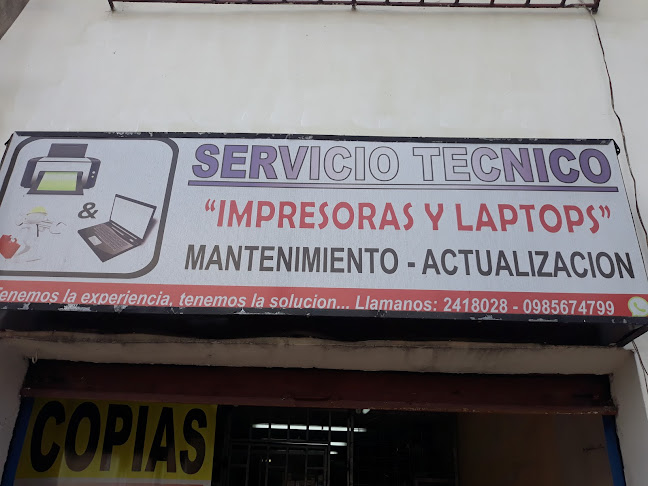 SERVICIO TECNICO
&
"IMPRESORAS Y LAPTOPS"
MANTENIMIENTO - ACTUALIZACION
Tenemos la experiencia, tenemos la solucion... Llamanos: 2418028 - 0985674799
COPIAS